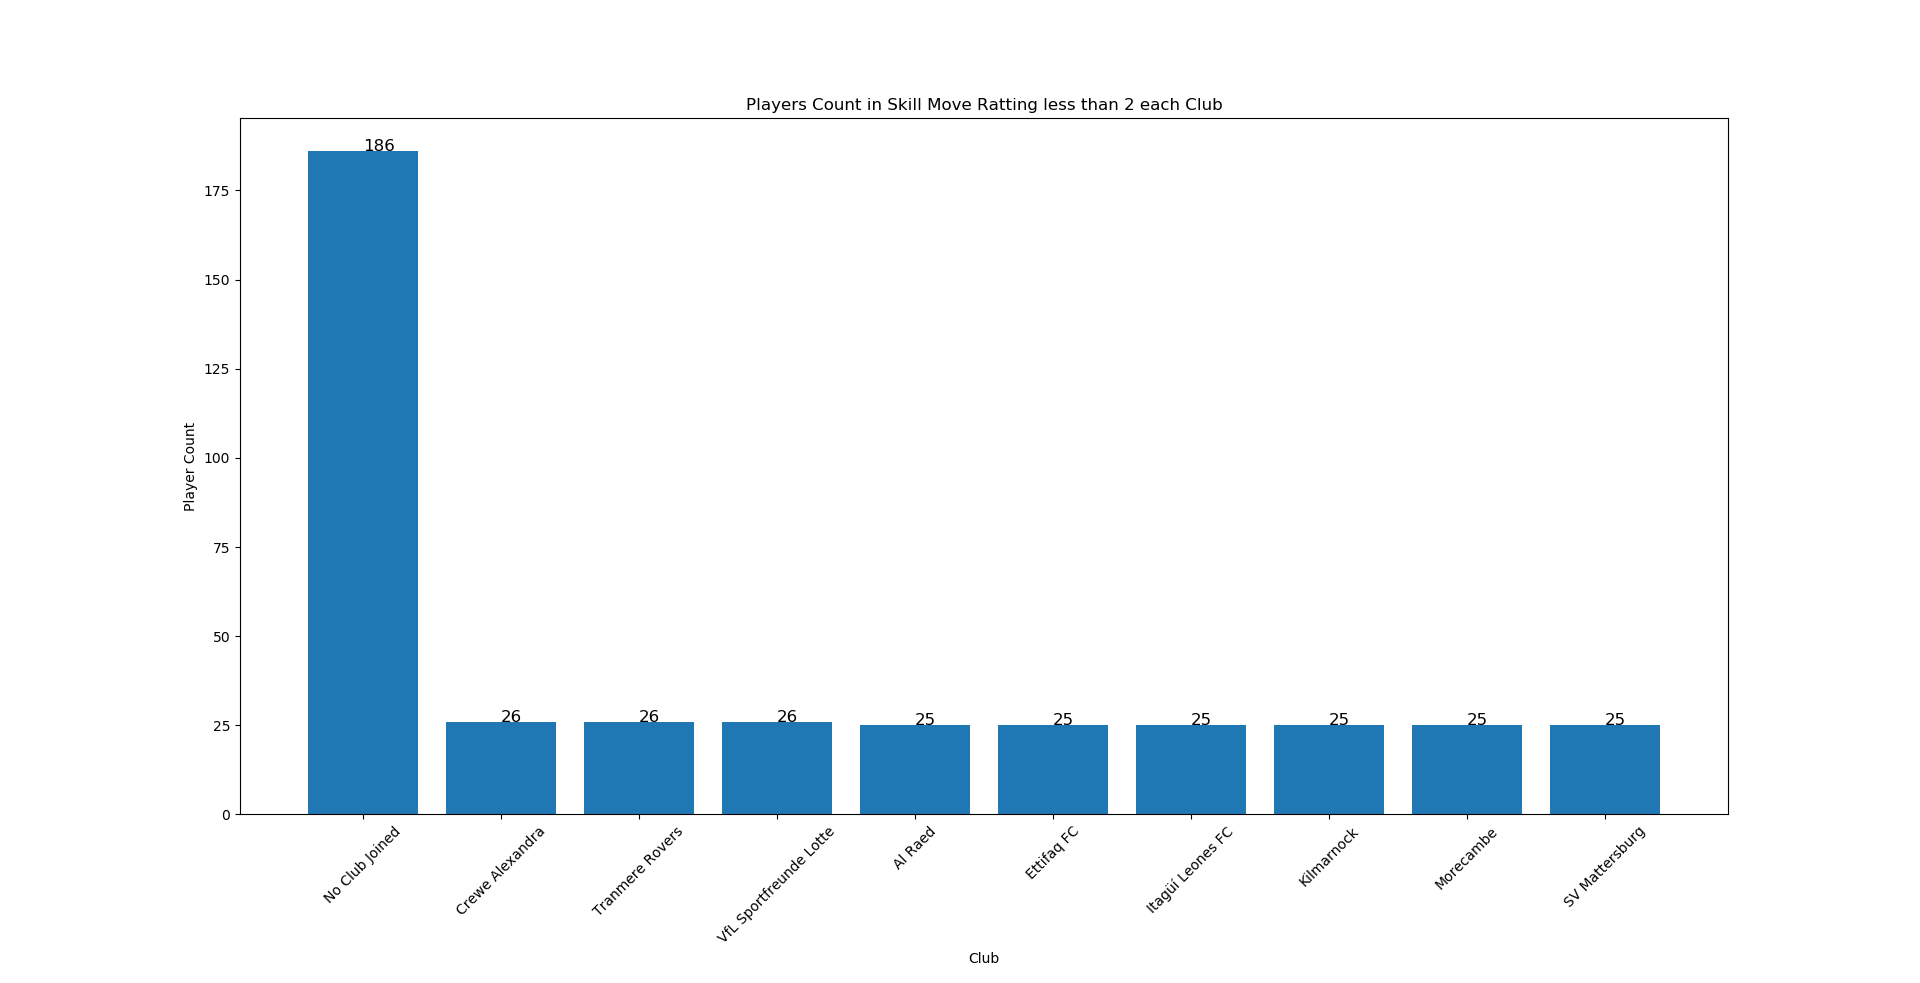 Players Count in Skill Move Ratting less than 2 each Club
186
26
26
26
25
25
25
25
25
25
175
150
125
100
75
50
25
0
Player Count
No Club Joined
Crewe Alexandra
Tranmere Rovers
VfL Sportfreunde Lotte
Al Raed
Ettifaq FC
Itagüí Leones FC
Kilmarnock
Morecambe
SV Mattersburg
Club